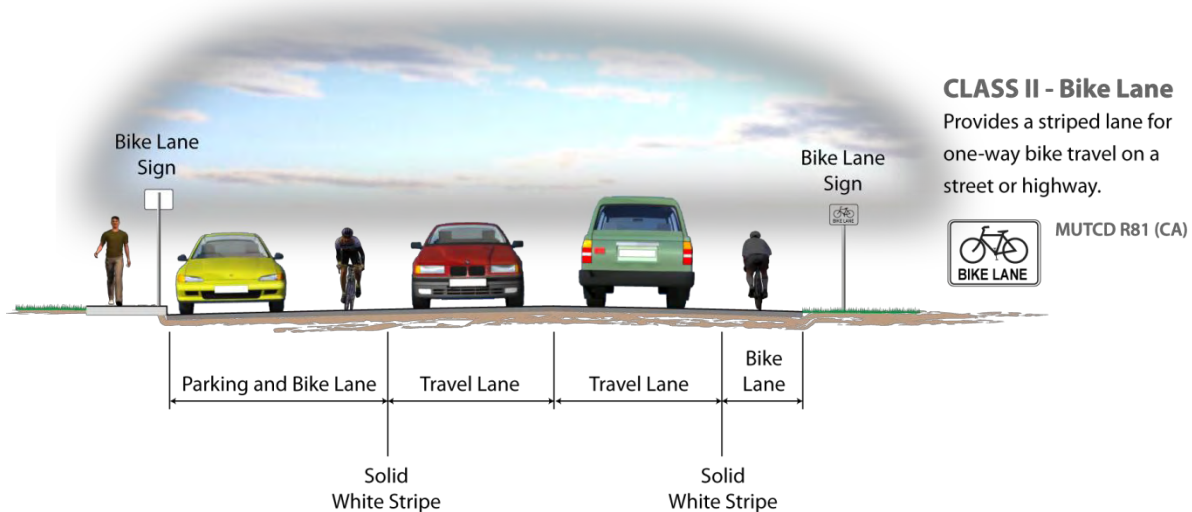 CLASS II - Bike Lane
Provides a striped lane for
one-way bike travel on a
street or highway.
MUTCD R81 (CA)
BIKE LANE
Bike Lane
Sign
Bike Lane
Sign
BIKE LANE
Parking and Bike Lane
Travel Lane
Travel Lane
Bike
Lane
Solid
White Stripe
Solid
White Stripe